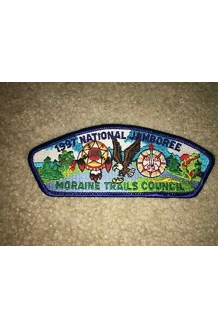 1997 NATIONAL JAMBOREE
MORAINE TRAILS COUNCIL